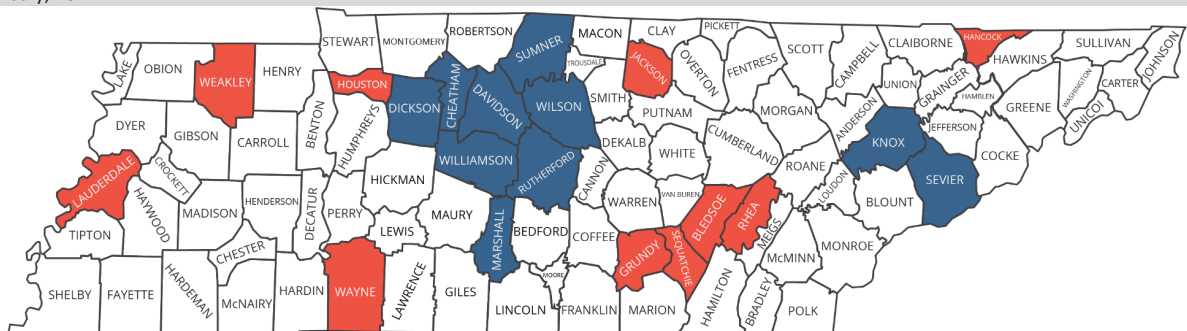 STEWART
MONTGOMERY
ROBERTSON
SUMNER
MACON
CLAY
PICKETT
SCOTT
CAMPBELL
CLAIBORNE
HANCOCK
HAWKINS
SULLIVAN
JOHNSON
LAKE
OBION
WEAKLEY
HENRY
HOUSTON
DICKSON
CHEATHAM
DAVIDSON
WILSON
TROUSDALE
SMITH
JACKSON
OVERTON
FENTRESS
MORGAN
ANDERSON
UNION
GRAINGER
HAMBLEN
GREENE
WASHINGTON
UNICOI
CARTER
DYER
GIBSON
CARROLL
BENTON
HUMPHREYS
WILLIAMSON
RUTHERFORD
CANNON
DEKALB
PUTNAM
WHITE
CUMBERLAND
ROANE
LOUDON
KNOX
JEFFERSON
COCKE
SEVIER
BLOUNT
LAUDERDALE
CROCKETT
HAYWOOD
MADISON
HENDERSON
DECATUR
PERRY
HICKMAN
LEWIS
MAURY
MARSHALL
BEDFORD
COFFEE
WARREN
VAN BUREN
BLEDSOE
RHEA
MEIGS
McMINN
MONROE
TIPTON
CHESTER
GRUNDY
SEQUATCHIE
SHELBY
FAYETTE
HARDEMAN
McNAIRY
HARDIN
WAYNE
LAWRENCE
GILES
LINCOLN
MOORE
FRANKLIN
MARION
HAMILTON
BRADLEY
POLK